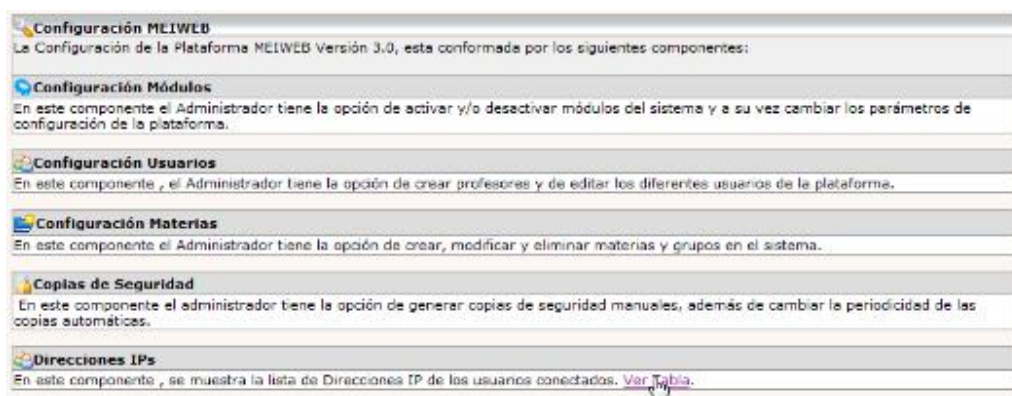 Configuración MEIWEB
La Configuración de la Plataforma MEIWEB Versión 3.0, esta conformada por los siguientes componentes:
Configuración Módulos
En este componente el Administrador tiene la opción de activar y/o desactivar módulos del sistema y a su vez cambiar los parámetros de
configuración de la plataforma.
Configuración Usuarios
En este componente , el Administrador tiene la opción de crear profesores y de editar los diferentes usuarios de la plataforma.
Configuración Materias
En este componente el Administrador tiene la opción de crear, modificar y eliminar materias y grupos en el sistema.
Copias de Seguridad
En este componente el administrador tiene la opción de generar copias de seguridad manuales, además de cambiar la periodicidad de las
copias automáticas.
Direcciones IPs
En este componente , se muestra la lista de Direcciones IP de los usuarios conectados. Ver Tabla.